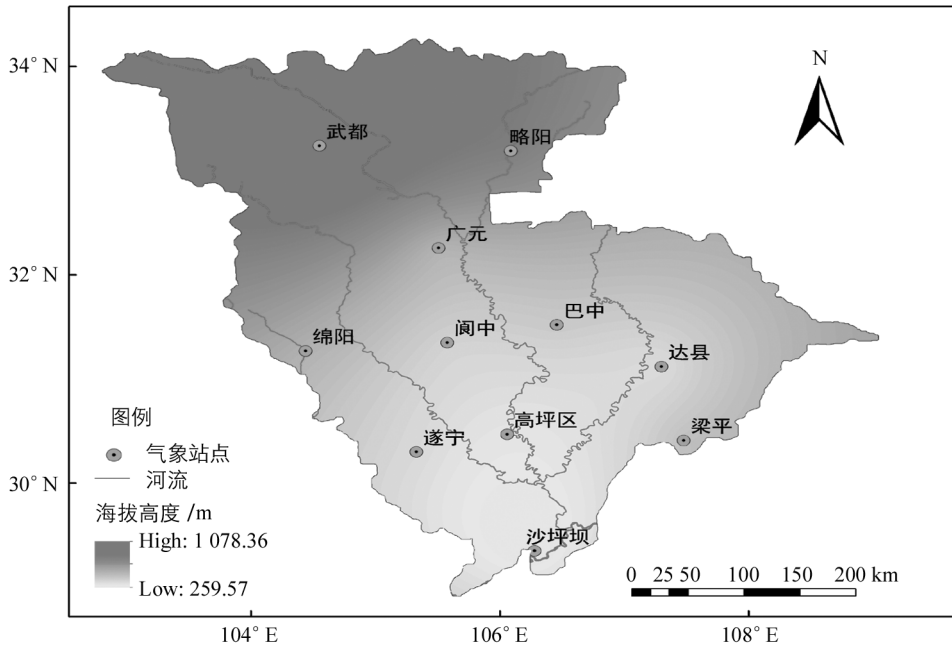 N
34° N
武都
略阳
广元
32° N
绵阳
阆中
巴中
达县
图例
气象站点
河流
遂宁
高坪区
梁平
30° N
海拔高度 /m
High: 1 078.36
Low: 259.57
沙坪坝
0 25 50 100 150 200 km
104° E
106° E
108° E